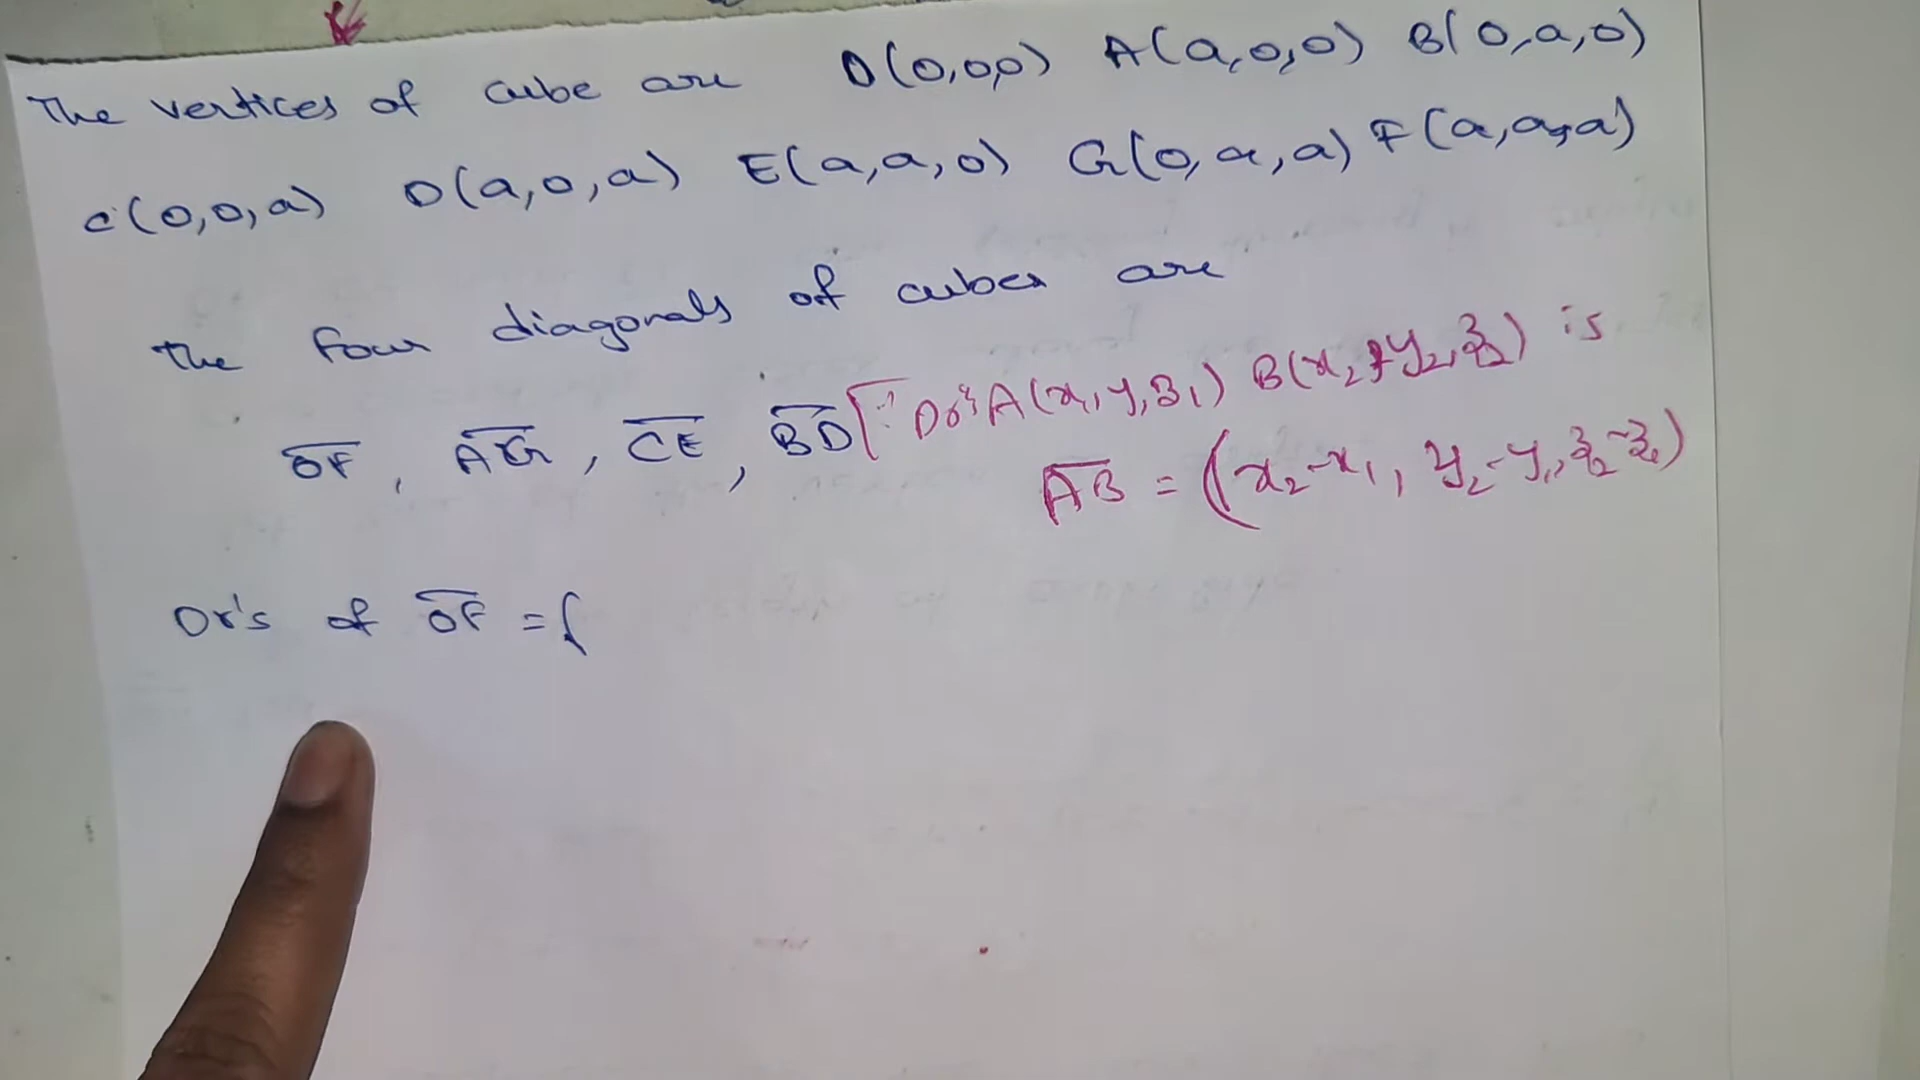 The vertices of cube are O(0,0,0) A(a,0,0) B(0,a,0)
C(0,0,a) D(a,0,a) E(a,a,0) G(0,a,a) F(a,a,a)
The four diagonals of cubes are
OF, AG, CE, BD [∵ Dr's A(x₁,y₁,z₁) B(x₂,y₂,z₂) is
AB = (x₂-x₁, y₂-y₁, z₂-z₁)
Dr's of OF = (